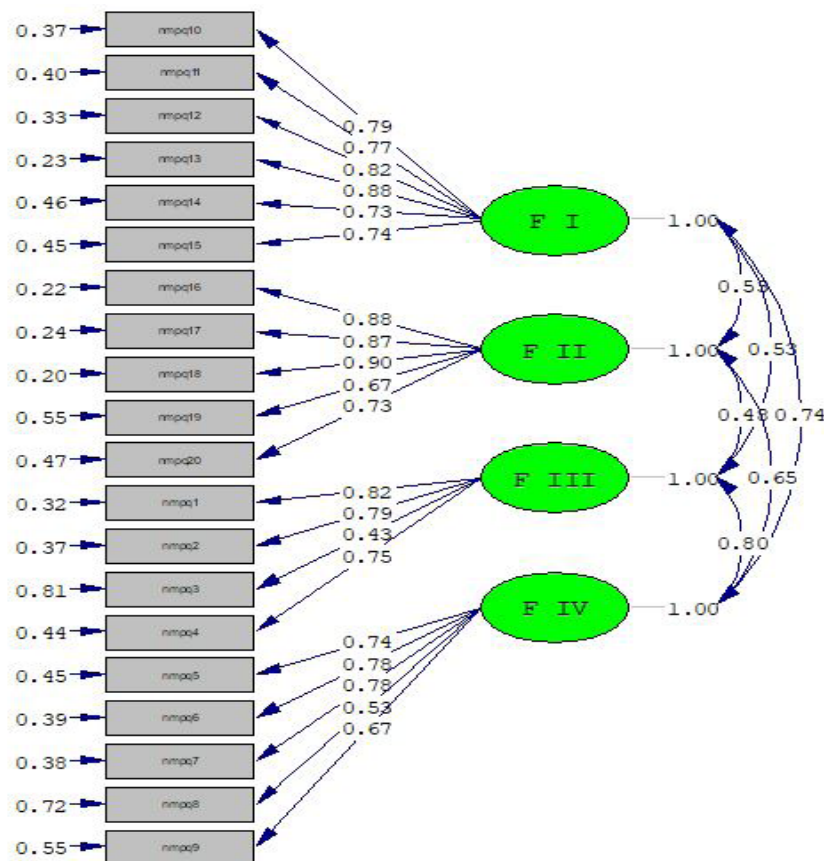 0.37 nmpq10
0.40 nmpq11
0.33 nmpq12
0.23 nmpq13
0.46 nmpq14
0.45 nmpq15
0.22 nmpq16
0.24 nmpq17
0.20 nmpq18
0.55 nmpq19
0.47 nmpq20
0.32 nmpq1
0.37 nmpq2
0.81 nmpq3
0.44 nmpq4
0.45 nmpq5
0.39 nmpq6
0.38 nmpq7
0.72 nmpq8
0.55 nmpq9
0.79
0.77
0.82
0.88
0.73
0.74
0.88
0.87
0.90
0.67
0.73
0.82
0.79
0.43
0.75
0.74
0.78
0.78
0.53
0.67
F I 1.00
F II 1.00
F III 1.00
F IV 1.00
0.53
0.48 0.74
0.65
0.80